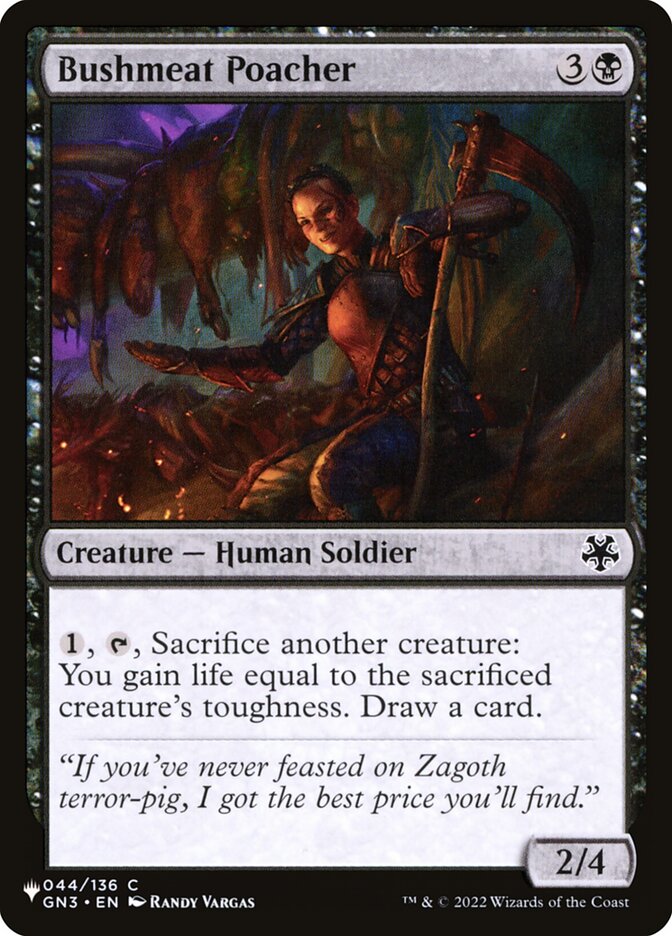 Bushmeat Poacher 3
Creature — Human Soldier
1, Sacrifice another creature:
You gain life equal to the sacrificed
creature's toughness. Draw a card.
“If you've never feasted on Zagoth
terror-pig, I got the best price you'll find.”
2/4
044/136 C
GN3 • EN Randy Vargas
™ & © 2022 Wizards of the Coast